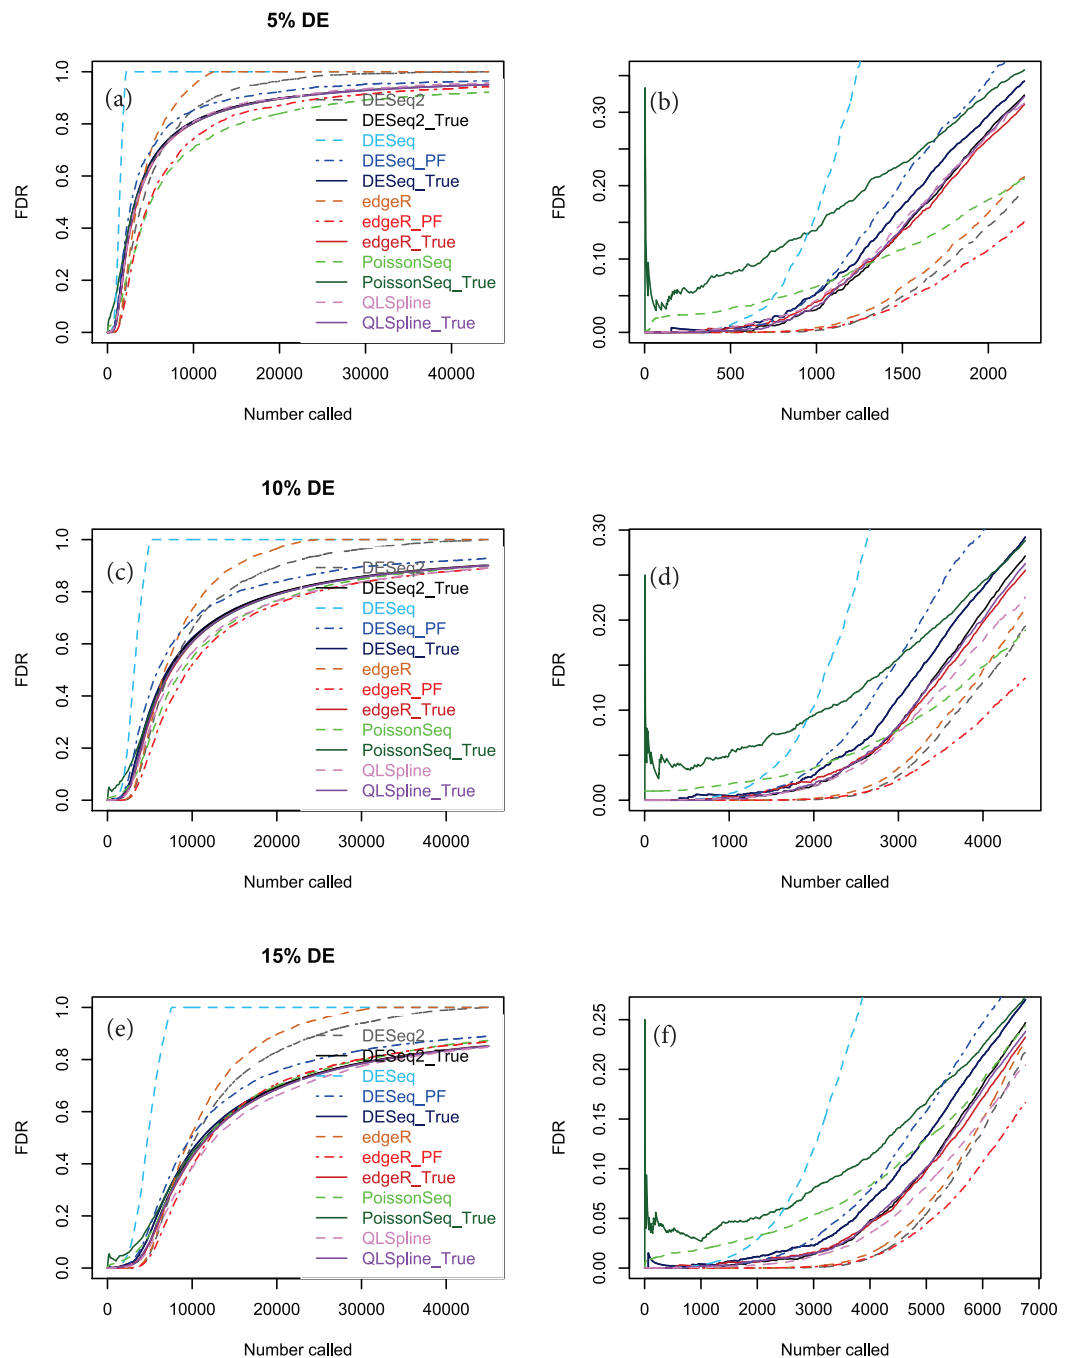 5% DE
(a)
FDR
0.0 0.2 0.4 0.6 0.8 1.0
0 10000 20000 30000 40000
Number called
DESeq2
DESeq2_True
DESeq
DESeq_PF
DESeq_True
edgeR
edgeR_PF
edgeR_True
PoissonSeq
PoissonSeq_True
QLSpline
QLSpline_True
(b)
FDR
0.00 0.10 0.20 0.30
0 500 1000 1500 2000
Number called
10% DE
(c)
FDR
0.0 0.2 0.4 0.6 0.8 1.0
0 10000 20000 30000 40000
Number called
DESeq2
DESeq2_True
DESeq
DESeq_PF
DESeq_True
edgeR
edgeR_PF
edgeR_True
PoissonSeq
PoissonSeq_True
QLSpline
QLSpline_True
(d)
FDR
0.00 0.10 0.20 0.30
0 1000 2000 3000 4000
Number called
15% DE
(e)
FDR
0.0 0.2 0.4 0.6 0.8 1.0
0 10000 20000 30000 40000
Number called
DESeq2
DESeq2_True
DESeq
DESeq_PF
DESeq_True
edgeR
edgeR_PF
edgeR_True
PoissonSeq
PoissonSeq_True
QLSpline
QLSpline_True
(f)
FDR
0.00 0.05 0.10 0.15 0.20 0.25
0 1000 2000 3000 4000 5000 6000 7000
Number called